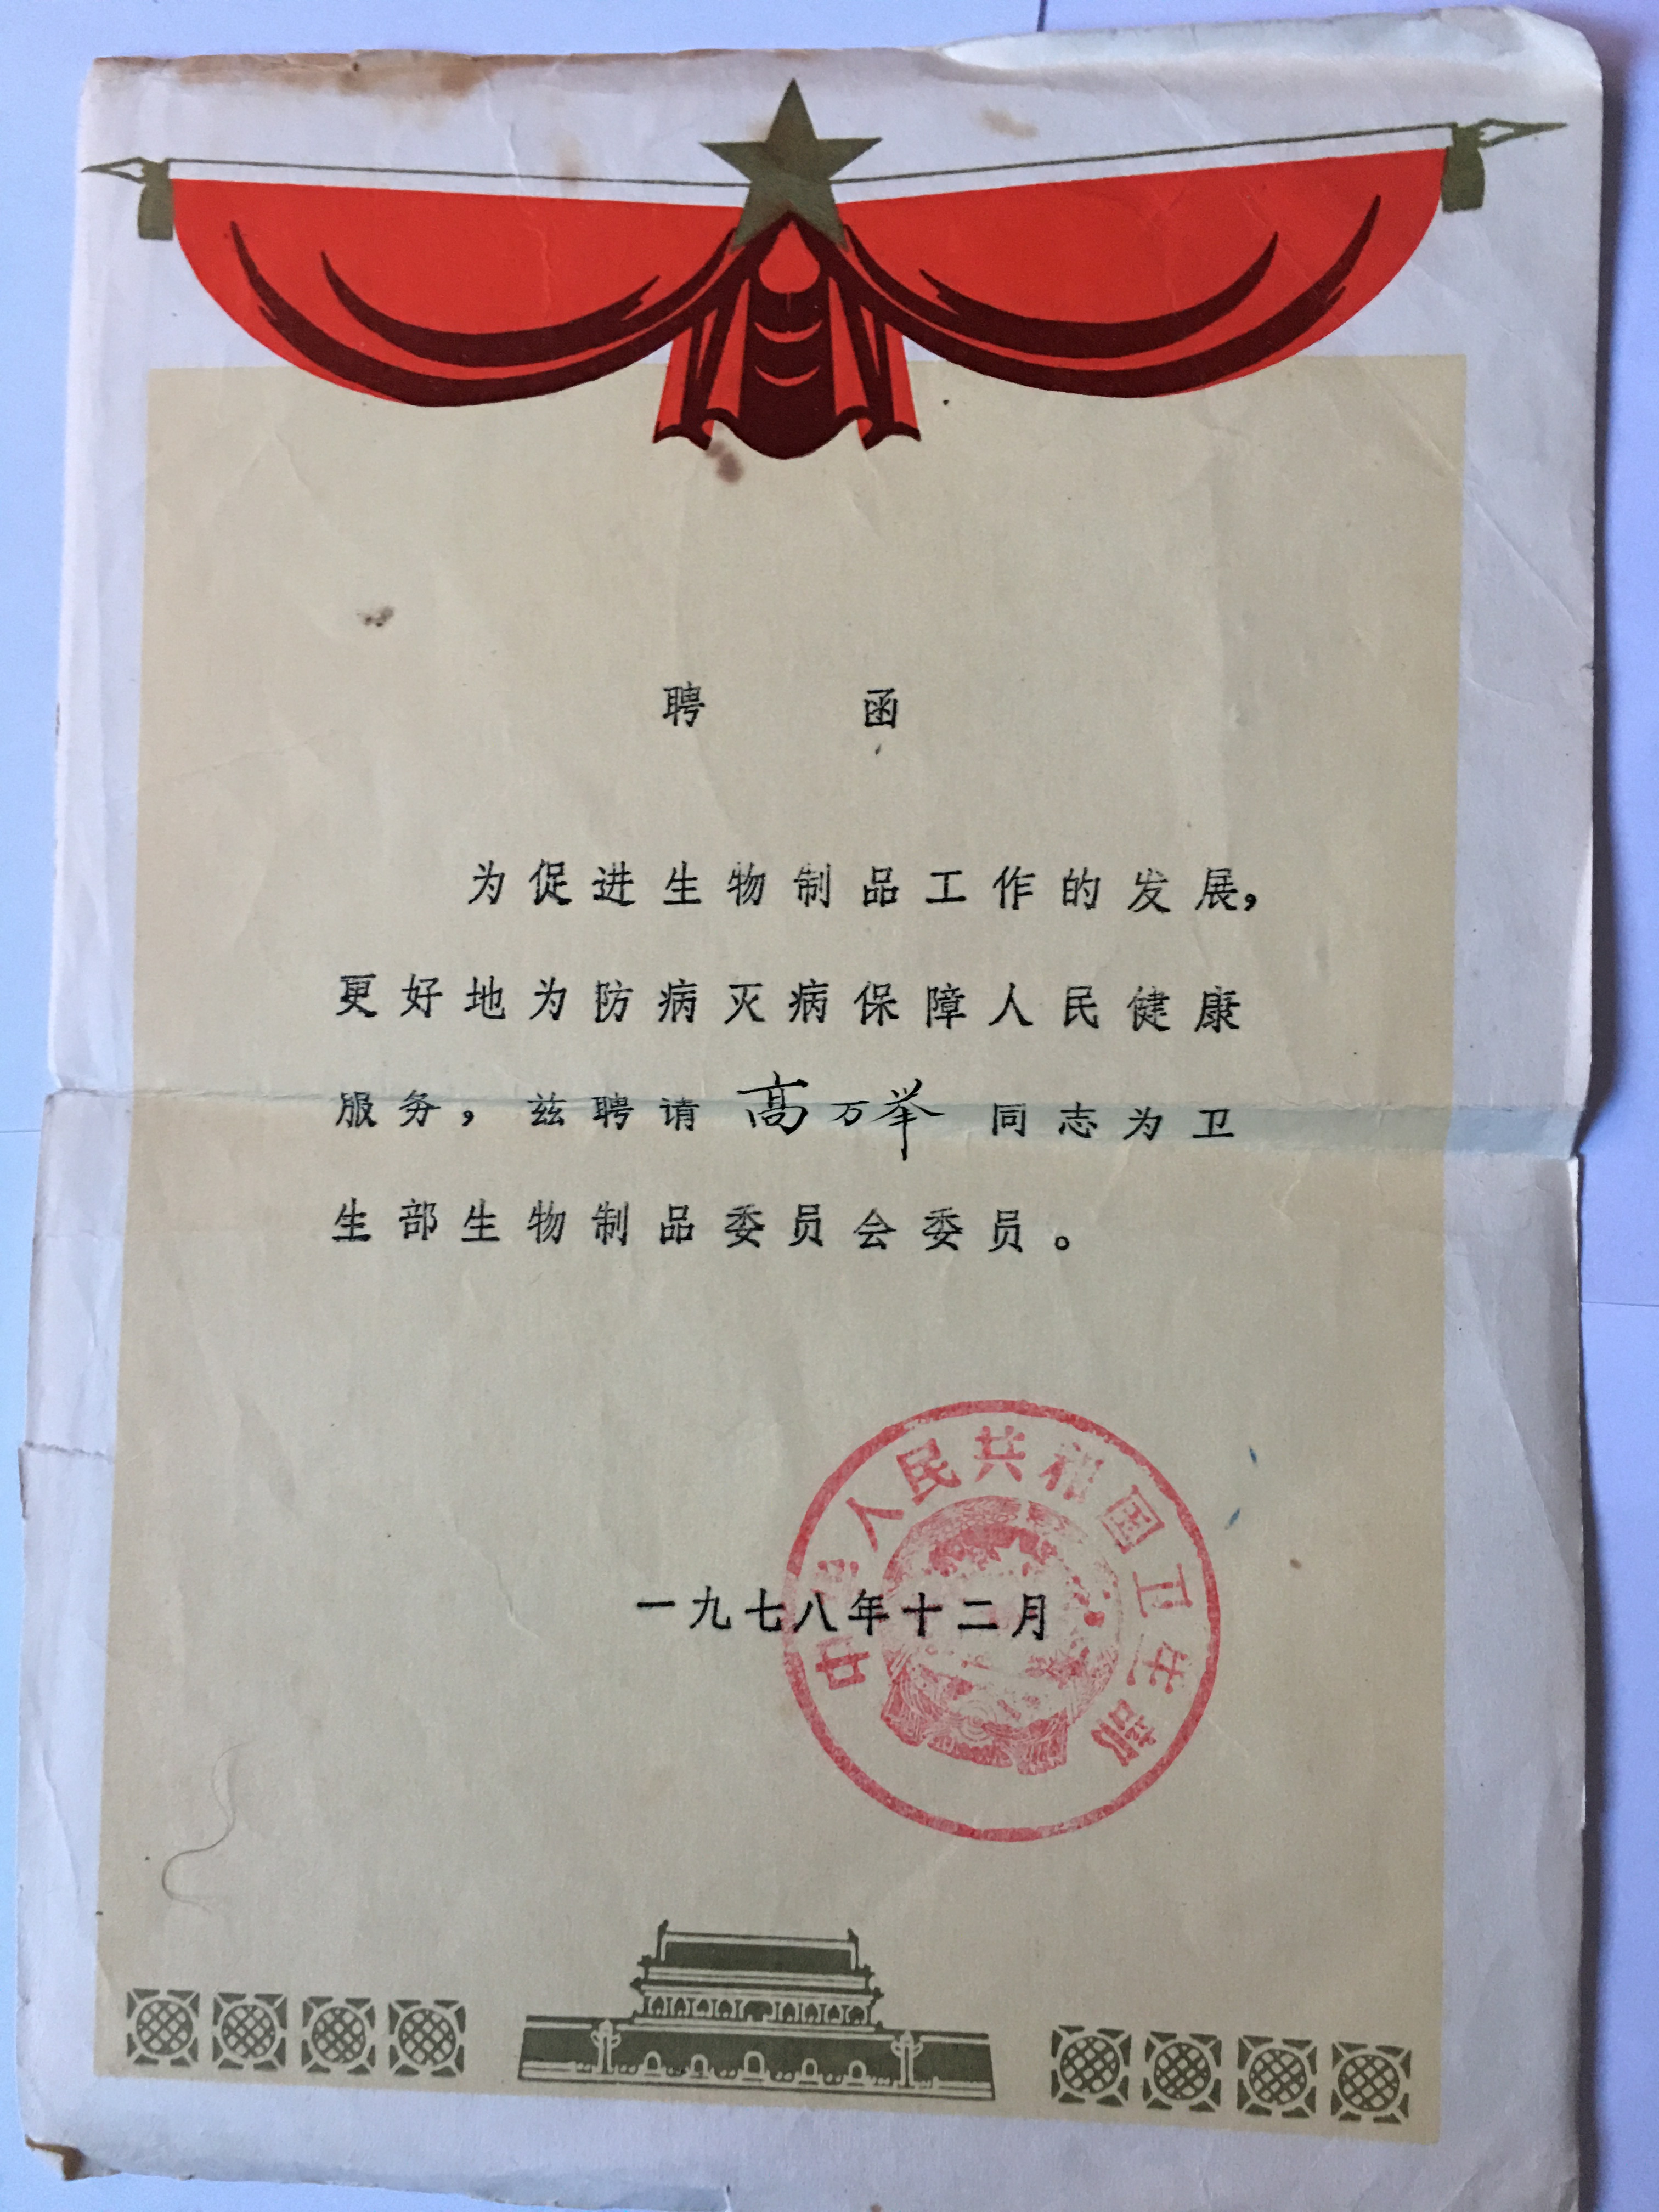 聘 函
为促进生物制品工作的发展，
更好地为防病灭病保障人民健康
服务，兹聘请 高万举 同志为卫
生部生物制品委员会委员。
中华人民共和国卫生部
一九七八年十二月